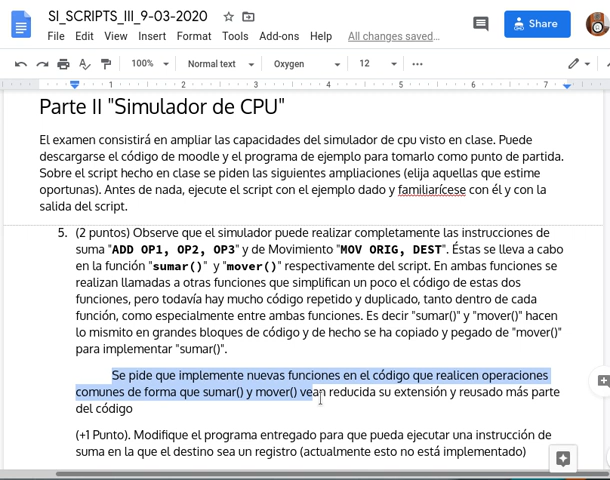 SI_SCRIPTS_III_9-03-2020
File Edit View Insert Format Tools Add-ons Help All changes saved…
Share
100% Normal text Oxygen 12
1 2 3 4 5 6 7
Parte II "Simulador de CPU"
El examen consistirá en ampliar las capacidades del simulador de cpu visto en clase. Puede
descargarse el código de moodle y el programa de ejemplo para tomarlo como punto de partida.
Sobre el script hecho en clase se piden las siguientes ampliaciones (elija aquellas que estime
oportunas). Antes de nada, ejecute el script con el ejemplo dado y familiarícese con él y con la
salida del script.
5. (2 puntos) Observe que el simulador puede realizar completamente las instrucciones de
suma "ADD OP1, OP2, OP3" y de Movimiento "MOV ORIG, DEST". Éstas se lleva a cabo
en la función "sumar()" y "mover()" respectivamente del script. En ambas funciones se
realizan llamadas a otras funciones que simplifican un poco el código de estas dos
funciones, pero todavía hay mucho código repetido y duplicado, tanto dentro de cada
función, como especialmente entre ambas funciones. Es decir "sumar()" y "mover()" hacen
lo mismito en grandes bloques de código y de hecho se ha copiado y pegado de "mover()"
para implementar "sumar()".
Se pide que implemente nuevas funciones en el código que realicen operaciones
comunes de forma que sumar() y mover() vean reducida su extensión y reusado más parte
del código
(+1 Punto). Modifique el programa entregado para que pueda ejecutar una instrucción de
suma en la que el destino sea un registro (actualmente esto no está implementado)